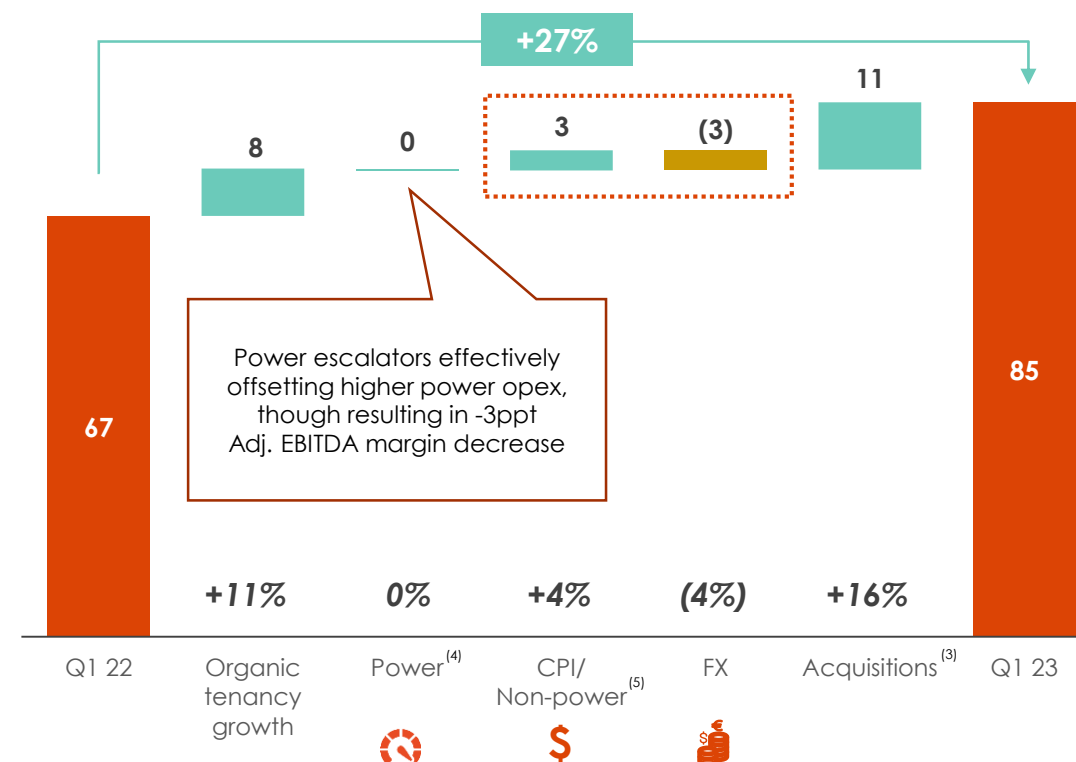 +27%
11
3
(3)
0
8
Power escalators effectively
offsetting higher power opex,
though resulting in -3ppt
Adj. EBITDA margin decrease
85
67
+11%
0%
+4%
(4%)
+16%
Q1 22
Organic
tenancy
growth
Power(4)
CPI/
Non-power(5)
FX
Acquisitions(3)
Q1 23
$
$
€